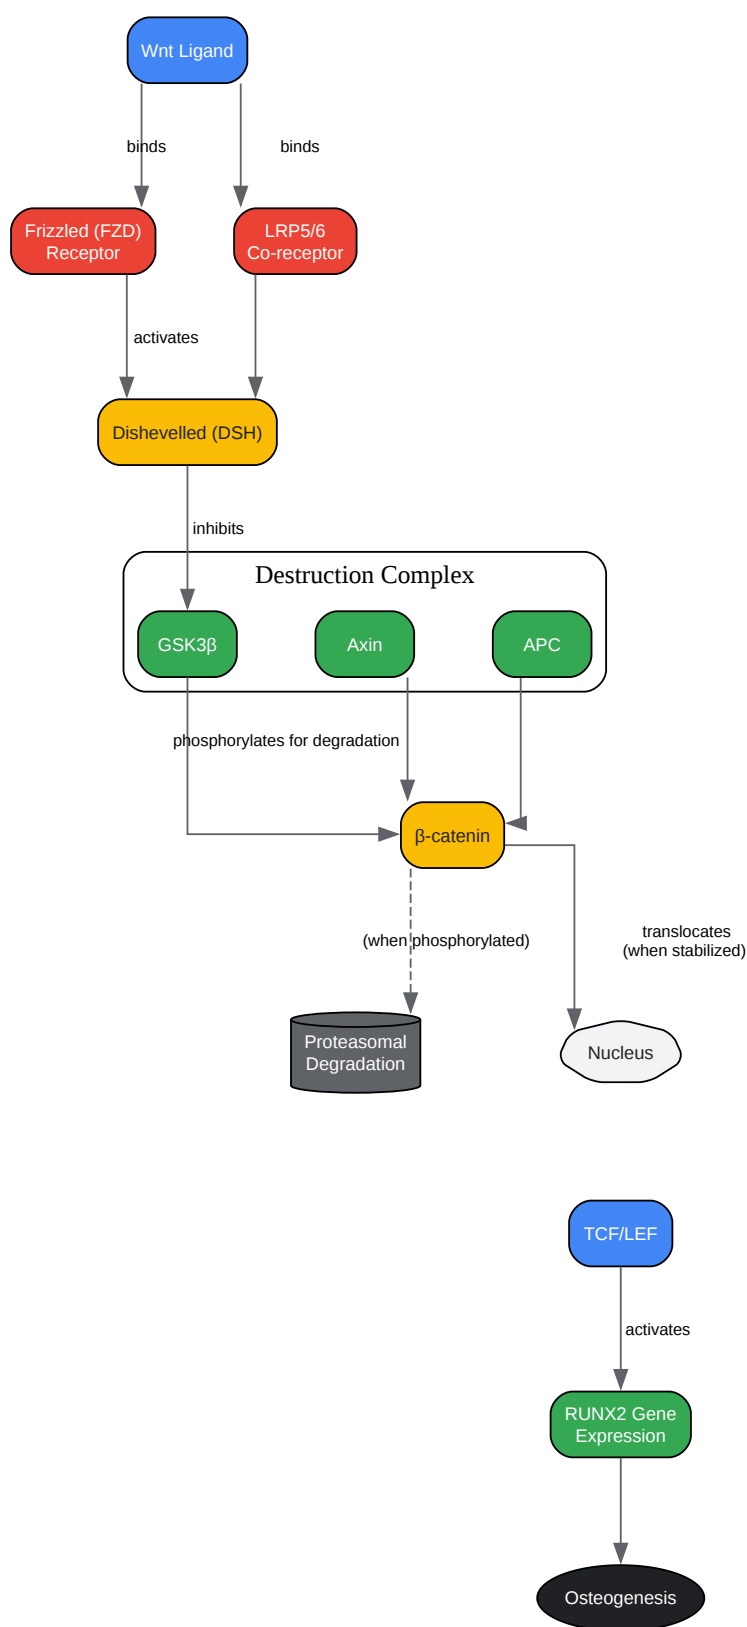 Wnt Ligand
binds
binds
Frizzled (FZD)
Receptor
LRP5/6
Co-receptor
activates
Dishevelled (DSH)
inhibits
Destruction Complex
GSK3β
Axin
APC
phosphorylates for degradation
β-catenin
(when phosphorylated)
translocates
(when stabilized)
Proteasomal
Degradation
Nucleus
TCF/LEF
activates
RUNX2 Gene
Expression
Osteogenesis